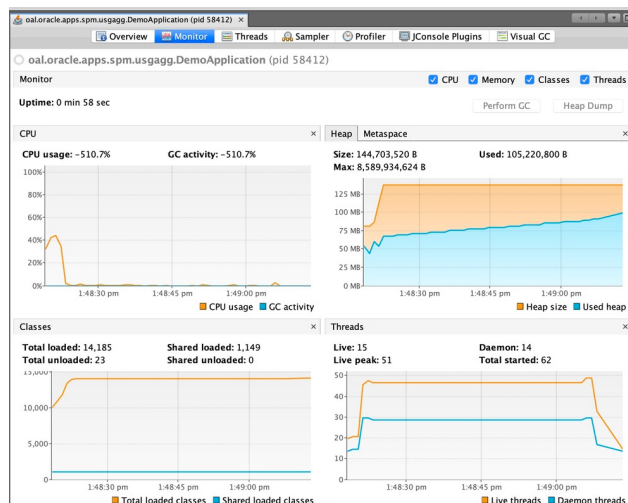 oal.oracle.apps.spm.usgagg.DemoApplication (pid 58412) ×
Overview Monitor Threads Sampler Profiler JConsole Plugins Visual GC
oal.oracle.apps.spm.usgagg.DemoApplication (pid 58412)
Monitor CPU Memory Classes Threads
Uptime: 0 min 58 sec Perform GC Heap Dump
CPU ×
CPU usage: -510.7% GC activity: -510.7%
100%
80%
60%
40%
20%
0%
1:48:30 pm 1:48:45 pm 1:49:00 pm
CPU usage GC activity
Heap Metaspace ×
Size: 144,703,520 B Used: 105,220,800 B
Max: 8,589,934,624 B
125 MB
100 MB
75 MB
50 MB
25 MB
0 MB
1:48:30 pm 1:48:45 pm 1:49:00 pm
Heap size Used heap
Classes ×
Total loaded: 14,185 Shared loaded: 1,149
Total unloaded: 23 Shared unloaded: 0
15,000
10,000
5,000
0
1:48:30 pm 1:48:45 pm 1:49:00 pm
Total loaded classes Shared loaded classes
Threads ×
Live: 15 Daemon: 14
Live peak: 51 Total started: 62
50
40
30
20
10
0
1:48:30 pm 1:48:45 pm 1:49:00 pm
Live threads Daemon threads